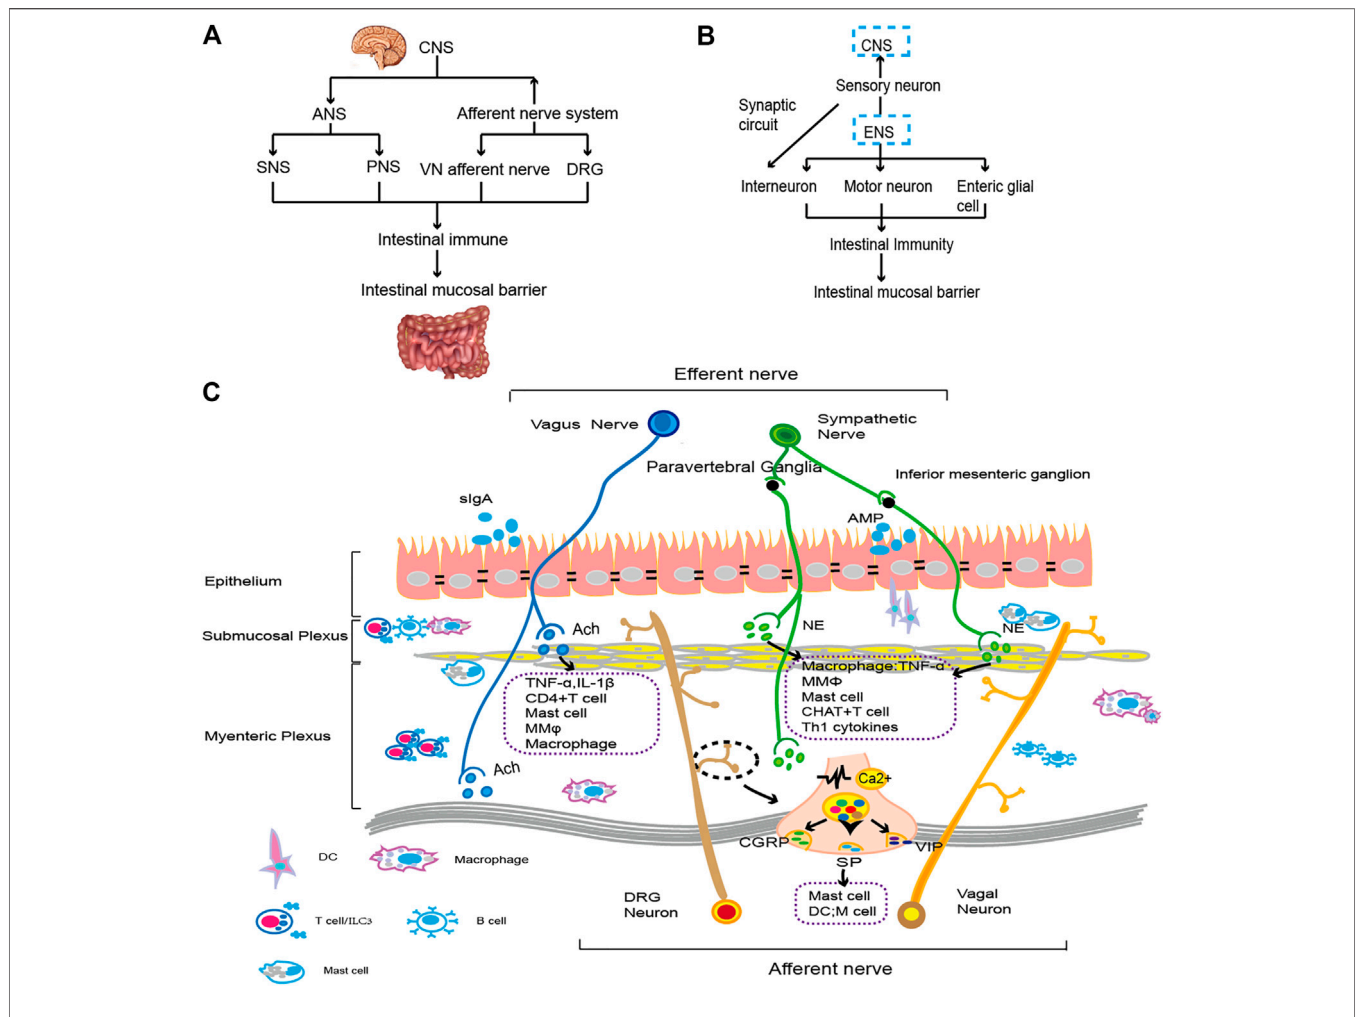 A
CNS
ANS
Afferent nerve system
SNS
PNS
VN afferent nerve
DRG
Intestinal immune
Intestinal mucosal barrier
B
CNS
Sensory neuron
Synaptic
circuit
ENS
Interneuron
Motor neuron
Enteric glial
cell
Intestinal Immunity
Intestinal mucosal barrier
C
Efferent nerve
Vagus Nerve
Sympathetic
Nerve
Paravertebral Ganglia
Inferior mesenteric ganglion
sIgA
AMP
Epithelium
Submucosal Plexus
Myenteric Plexus
Ach
NE
NE
TNF-α,IL-1β
CD4+T cell
Mast cell
MMφ
Macrophage
Macrophage:TNF-α
MMΦ
Mast cell
CHAT+T cell
Th1 cytokines
Ach
Ca2+
CGRP
SP
VIP
Mast cell
DC;M cell
DRG
Neuron
Vagal
Neuron
Afferent nerve
DC
Macrophage
T cell/ILC3
B cell
Mast cell